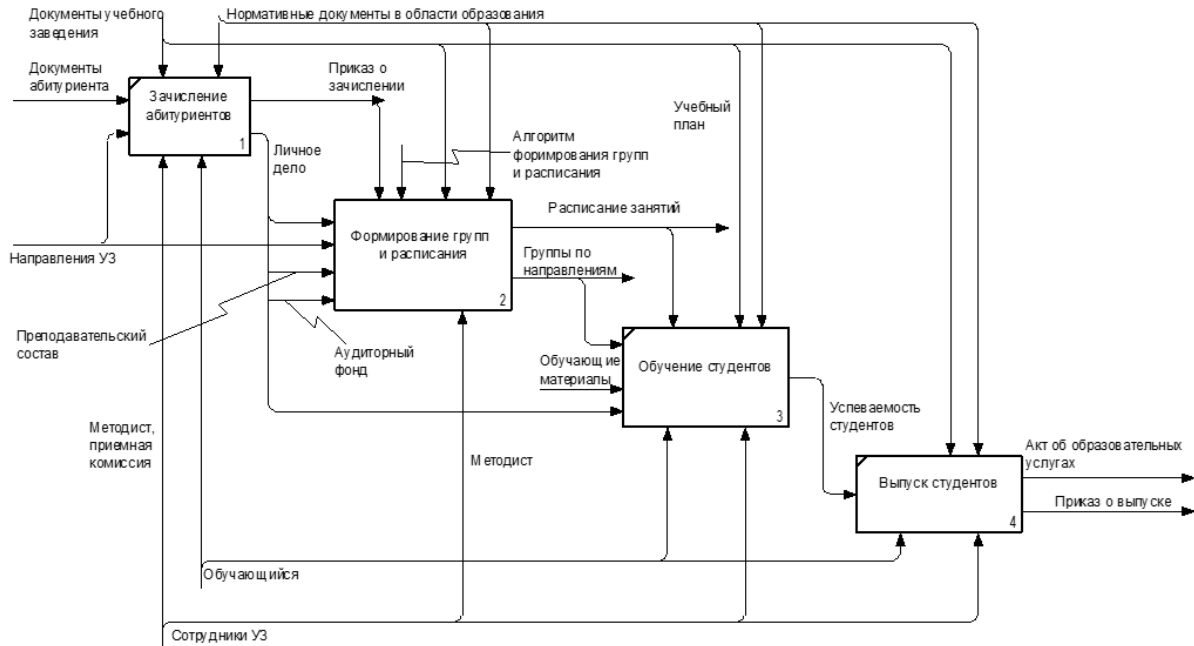 Документы учебного
заведения
Нормативные документы в области образования
Документы
абитуриента
Зачисление
абитуриентов
1
Приказ о
зачислении
Учебный
план
Личное
дело
Алгоритм
форимрования групп
и расписания
Расписание занятий
Формирование групп
и расписания
2
Направления УЗ
Группы по
направлениям
Преподавательский
состав
Аудиторный
фонд
Обучающие
материалы
Обучение студентов
3
Успеваемость
студентов
Методист,
приемная
комиссия
Методист
Акт об образовательных
услугах
Выпуск студентов
4
Приказ о выпуске
Обучающийся
Сотрудники УЗ